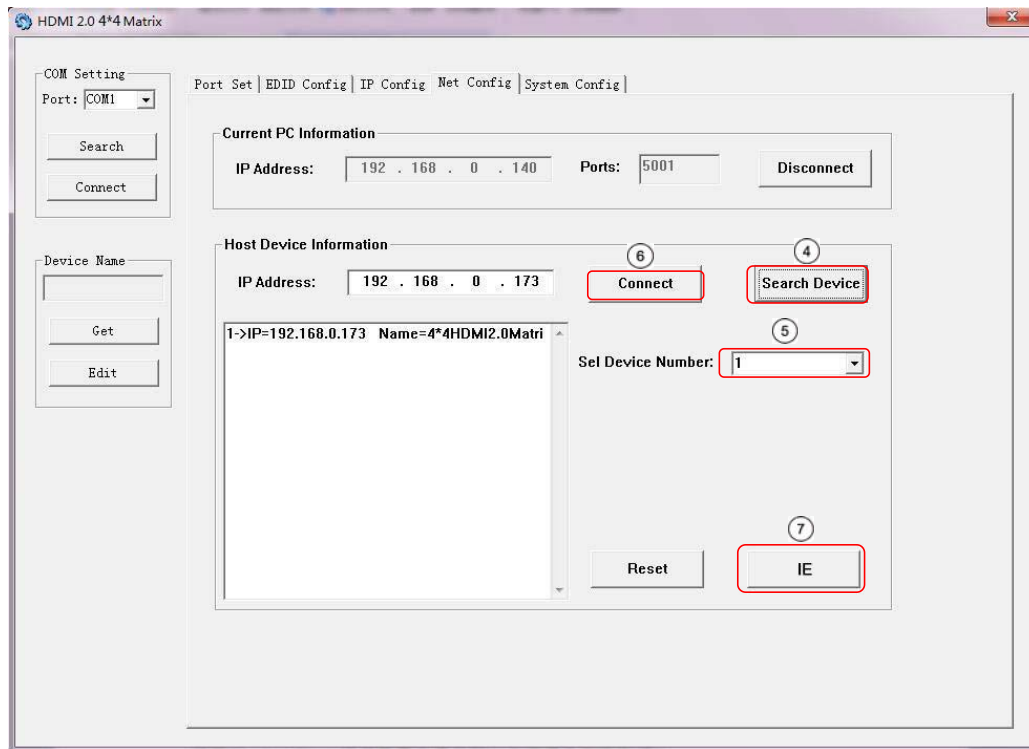 HDMI 2.0 4*4 Matrix
COM Setting
Port: COM1
Search
Connect
Device Name
Get
Edit
Port Set EDID Config IP Config Net Config System Config
Current PC Information
IP Address: 192 . 168 . 0 . 140 Ports: 5001 Disconnect
Host Device Information
6 4
IP Address: 192 . 168 . 0 . 173 Connect Search Device
1->IP=192.168.0.173 Name=4*4HDMI2.0Matri
5
Sel Device Number: 1
7
Reset IE